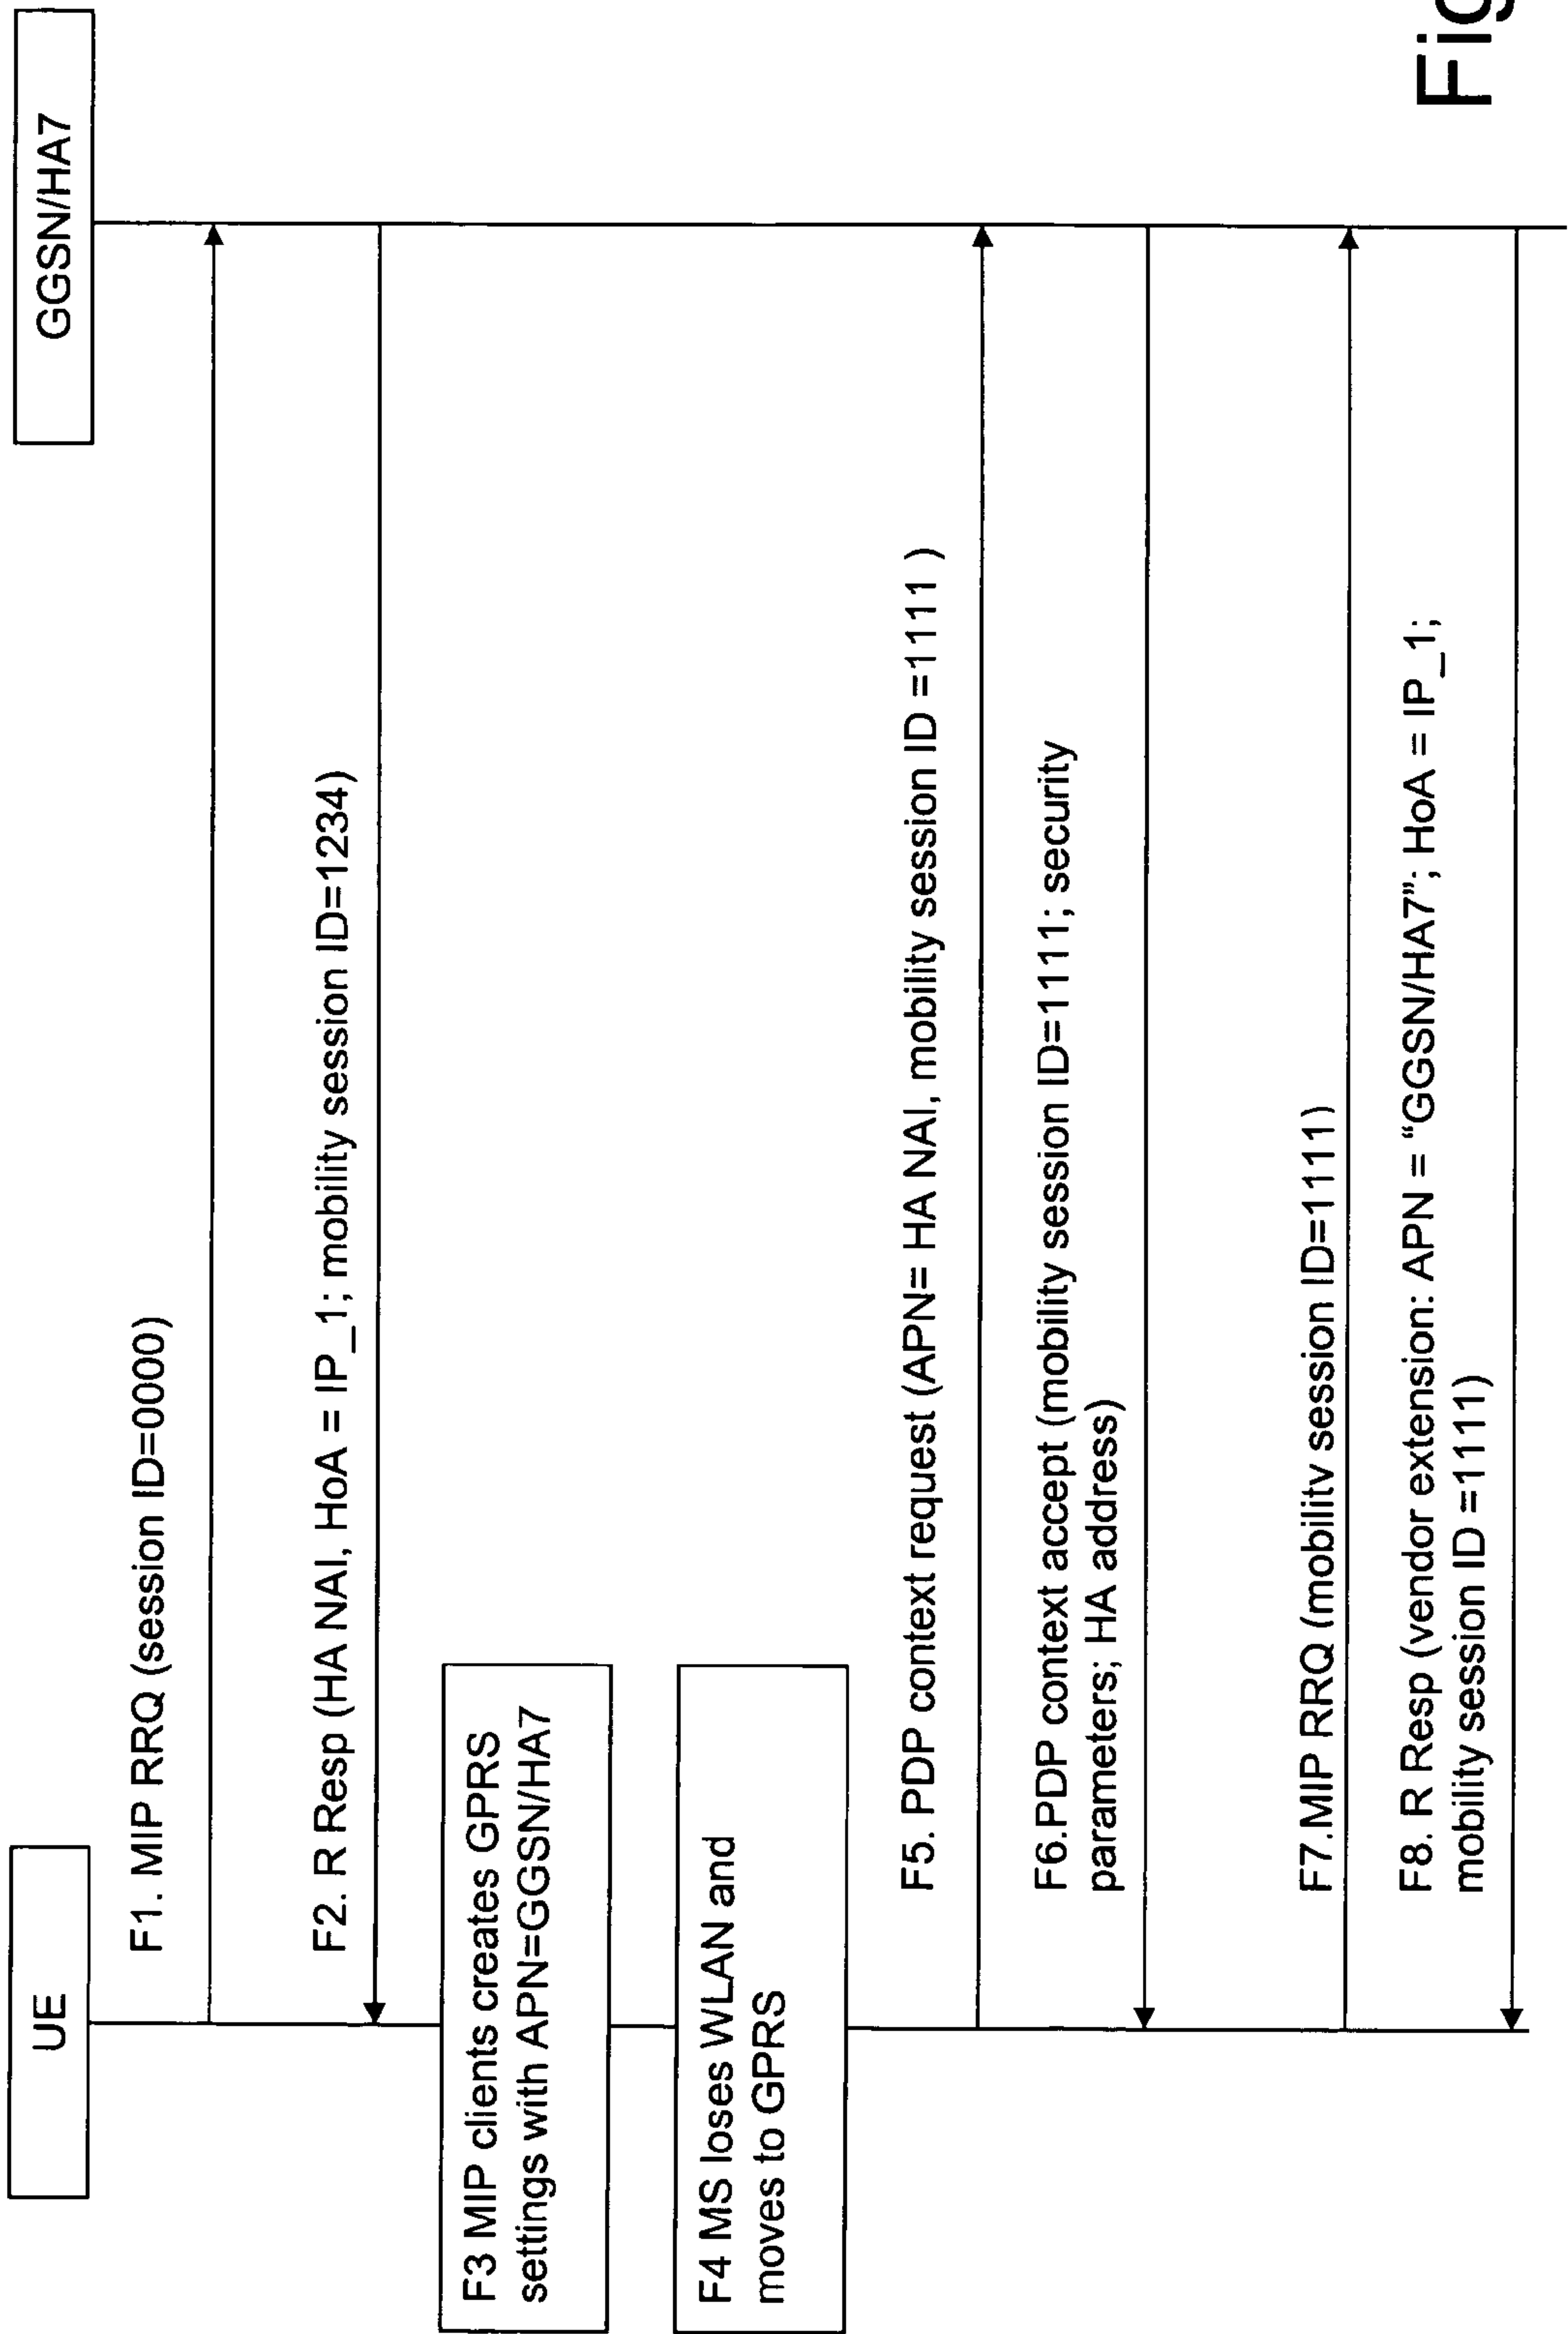 UE
GGSN/HA7
F1. MIP RRQ (session ID=0000)
F2. R Resp (HA NAI, HoA = IP_1; mobility session ID=1234)
F3 MIP clients creates GPRS
settings with APN=GGSN/HA7
F4 MS loses WLAN and
moves to GPRS
F5. PDP context request (APN= HA NAI, mobility session ID =1111 )
F6.PDP context accept (mobility session ID=1111; security
parameters; HA address)
F7.MIP RRQ (mobility session ID=1111)
F8. R Resp (vendor extension: APN = “GGSN/HA7”; HoA = IP_1;
mobility session ID =1111)
Fig